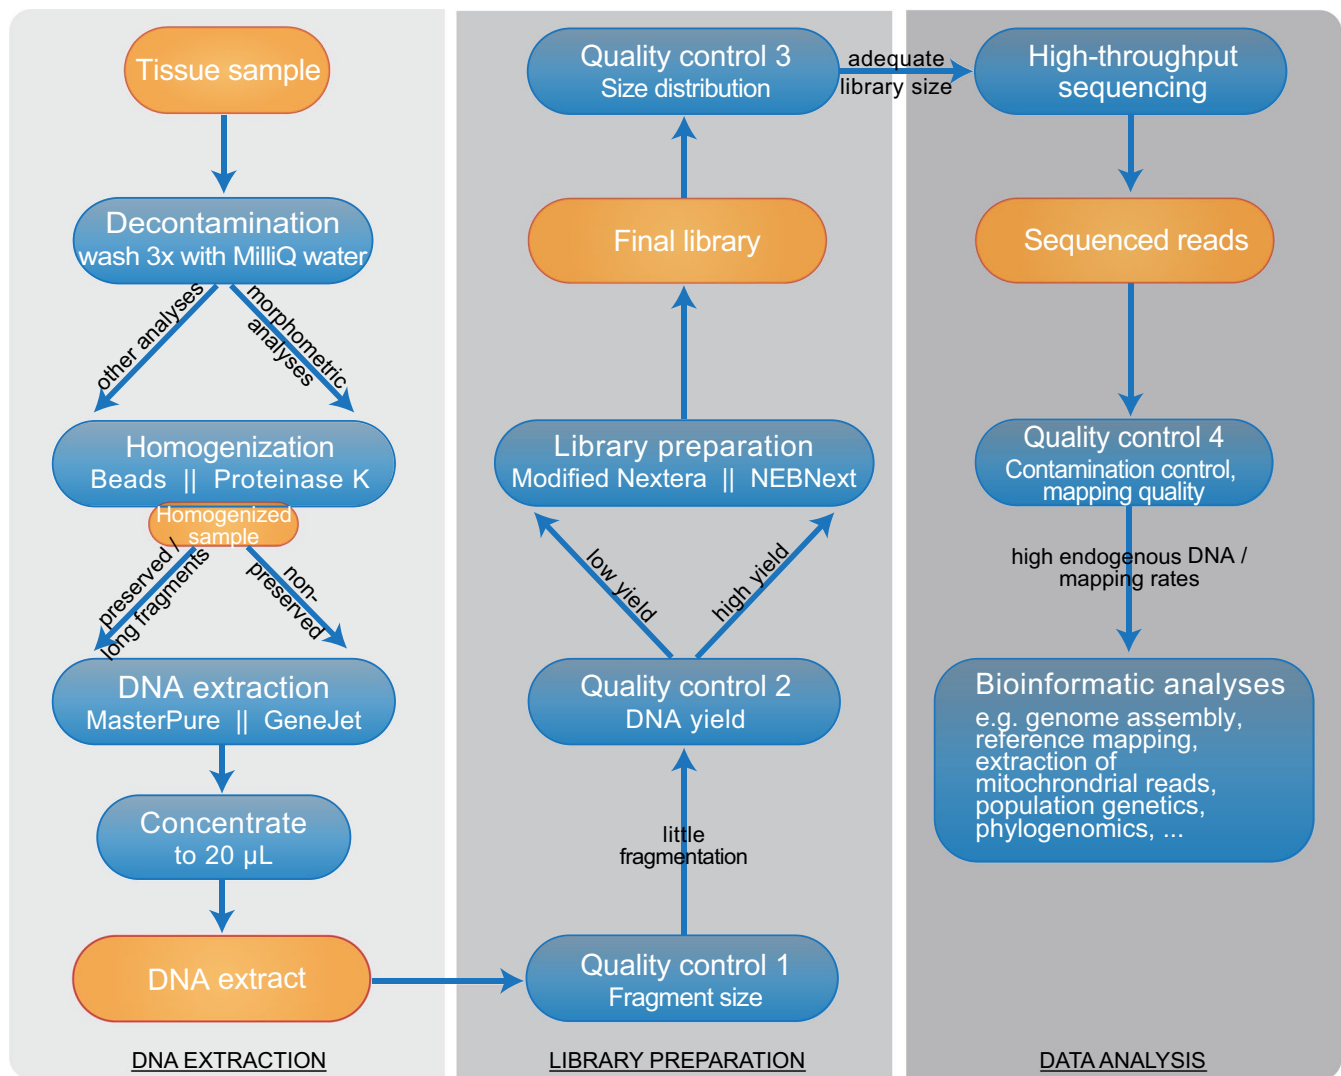 Tissue sample
Decontamination
wash 3x with MilliQ water
other analyses
morphometric
analyses
Homogenization
Beads || Proteinase K
Homogenized
sample
preserved /
long fragments
non-
preserved
DNA extraction
MasterPure || GeneJet
Concentrate
to 20 µL
DNA extract
DNA EXTRACTION
Quality control 3
Size distribution
adequate
library size
Final library
Library preparation
Modified Nextera || NEBNext
low yield
high yield
Quality control 2
DNA yield
little
fragmentation
Quality control 1
Fragment size
LIBRARY PREPARATION
High-throughput
sequencing
Sequenced reads
Quality control 4
Contamination control,
mapping quality
high endogenous DNA /
mapping rates
Bioinformatic analyses
e.g. genome assembly,
reference mapping,
extraction of
mitochrondrial reads,
population genetics,
phylogenomics, ...
DATA ANALYSIS